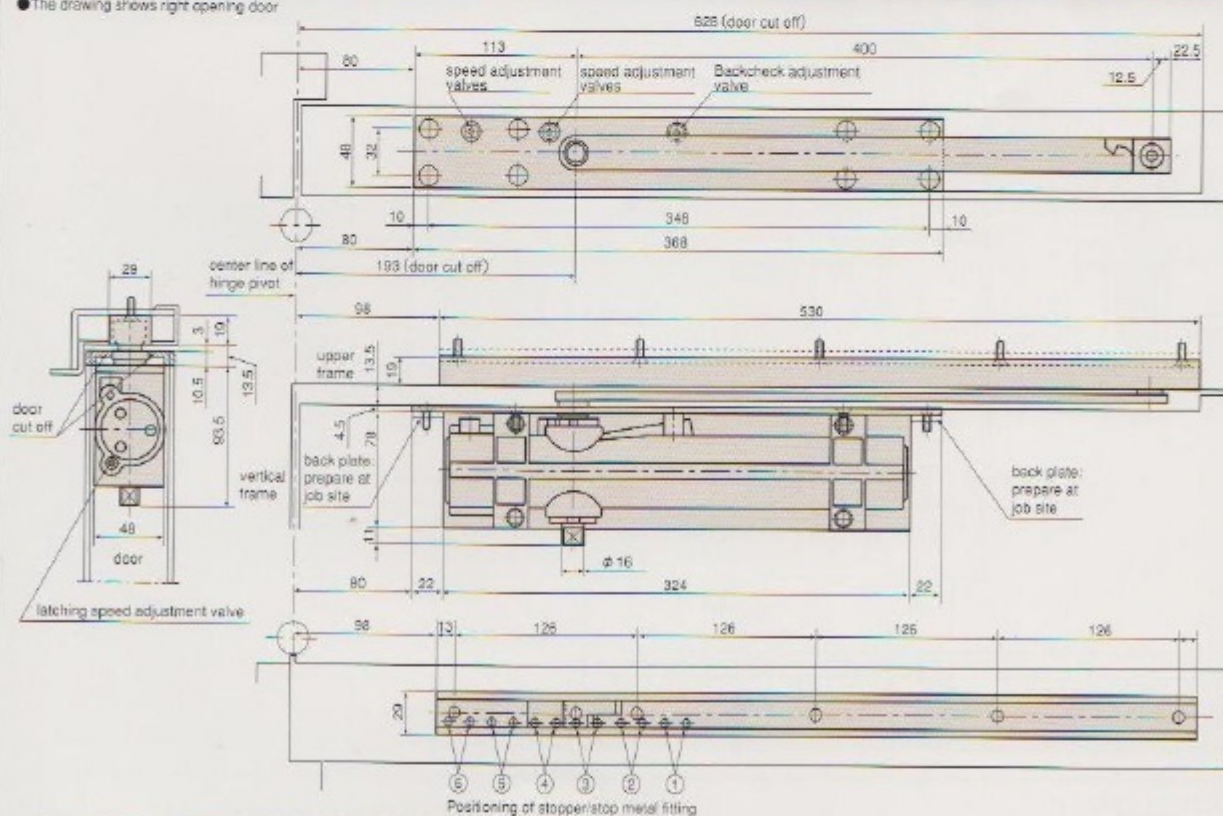 ●The drawing shows right opening door
628 (door cut off)
113
400
22.5
80
12.5
speed adjustment
valves
speed adjustment
valves
Backcheck adjustment
valve
48
32
10
348
10
80
368
193 (door cut off)
center line of
hinge pivot
29
98
530
3
19
upper
frame
13.5
19
10.5
13.5
door
cut off
93.5
4.5
78
vertical
frame
back plate:
prepare at
job site
back plate:
prepare at
job site
48
door
11
φ 16
80
22
324
22
latching speed adjustment valve
98
13
126
126
126
126
29
⑥ ⑤ ④ ③ ② ①
Positioning of stopper/stop metal fitting